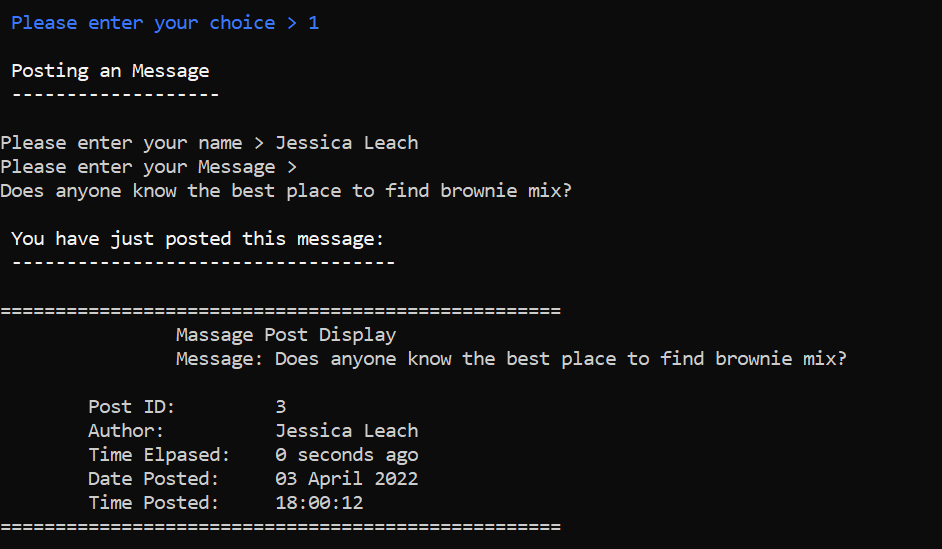 Please enter your choice > 1
Posting an Message
-------------------
Please enter your name > Jessica Leach
Please enter your Message >
Does anyone know the best place to find brownie mix?
You have just posted this message:
-----------------------------------
===================================================
Massage Post Display
Message: Does anyone know the best place to find brownie mix?
Post ID: 3
Author: Jessica Leach
Time Elpased: 0 seconds ago
Date Posted: 03 April 2022
Time Posted: 18:00:12
===================================================